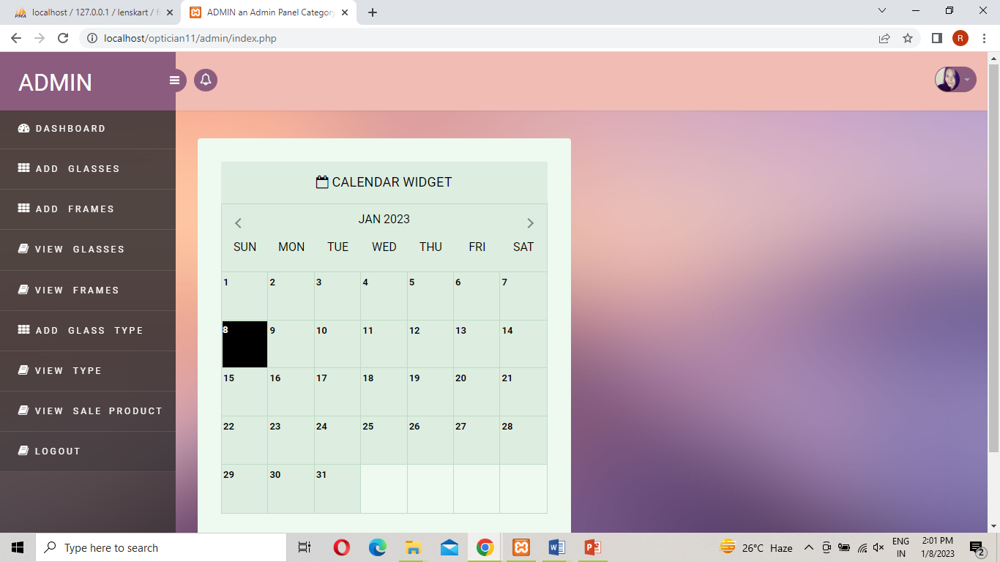 localhost / 127.0.0.1 / lenskart / f
ADMIN an Admin Panel Category
localhost/optician11/admin/index.php
R
ADMIN
DASHBOARD
ADD GLASSES
ADD FRAMES
VIEW GLASSES
VIEW FRAMES
ADD GLASS TYPE
VIEW TYPE
VIEW SALE PRODUCT
LOGOUT
CALENDAR WIDGET
JAN 2023
SUN MON TUE WED THU FRI SAT
1 2 3 4 5 6 7
8 9 10 11 12 13 14
15 16 17 18 19 20 21
22 23 24 25 26 27 28
29 30 31
Type here to search
26°C Haze
ENG
IN
2:01 PM
1/8/2023
2